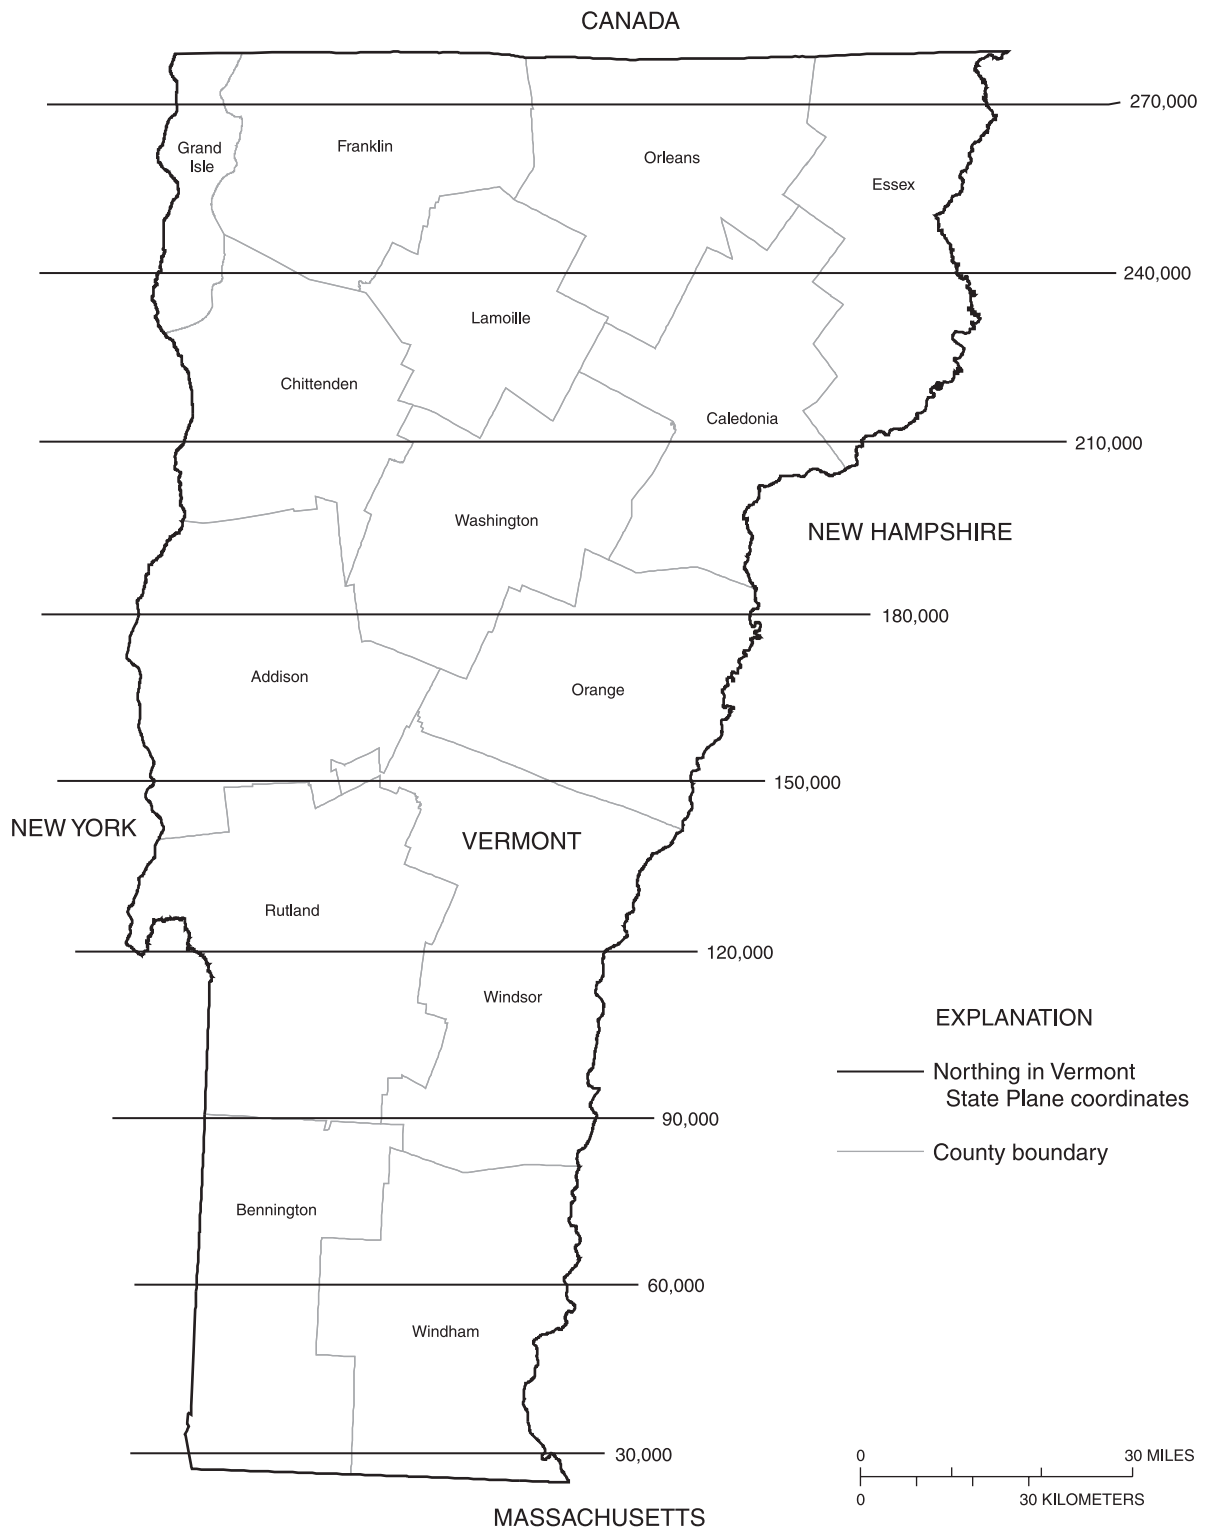 CANADA
270,000
Grand
Isle
Franklin
Orleans
Essex
240,000
Lamoille
Chittenden
Caledonia
210,000
Washington
NEW HAMPSHIRE
180,000
Addison
Orange
150,000
NEW YORK
VERMONT
Rutland
120,000
Windsor
EXPLANATION
Northing in Vermont
State Plane coordinates
90,000
County boundary
Bennington
60,000
Windham
30,000
0 30 MILES
0 30 KILOMETERS
MASSACHUSETTS